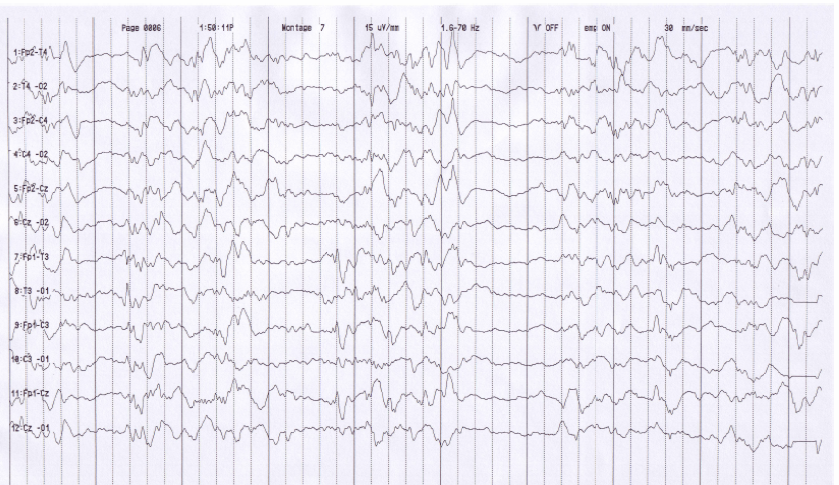 Page 0006 1:50:11P Montage 7 15 uV/mm 1.6-70 Hz OFF ON 30 mm/sec
1:Fp2-T4
2:T4 -O2
3:Fp2-C4
4:C4 -O2
5:Fp2-Cz
6:Cz -O2
7:Fp1-T3
8:T3 -O1
9:Fp1-C3
10:C3 -O1
11:Fp1-Cz
12:Cz -O1